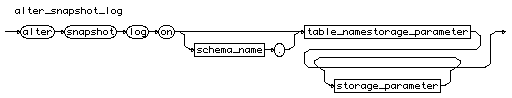 alter_snapshot_log
alter snapshot log on table_namestorage_parameter
schema_name .
storage_parameter